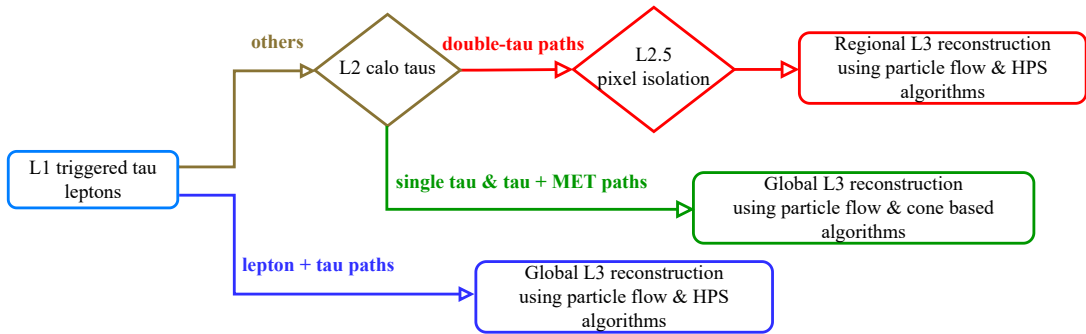 others
double-tau paths
L2 calo taus
L2.5
pixel isolation
Regional L3 reconstruction
using particle flow & HPS
algorithms
L1 triggered tau
leptons
single tau & tau + MET paths
Global L3 reconstruction
using particle flow & cone based
algorithms
lepton + tau paths
Global L3 reconstruction
using particle flow & HPS
algorithms